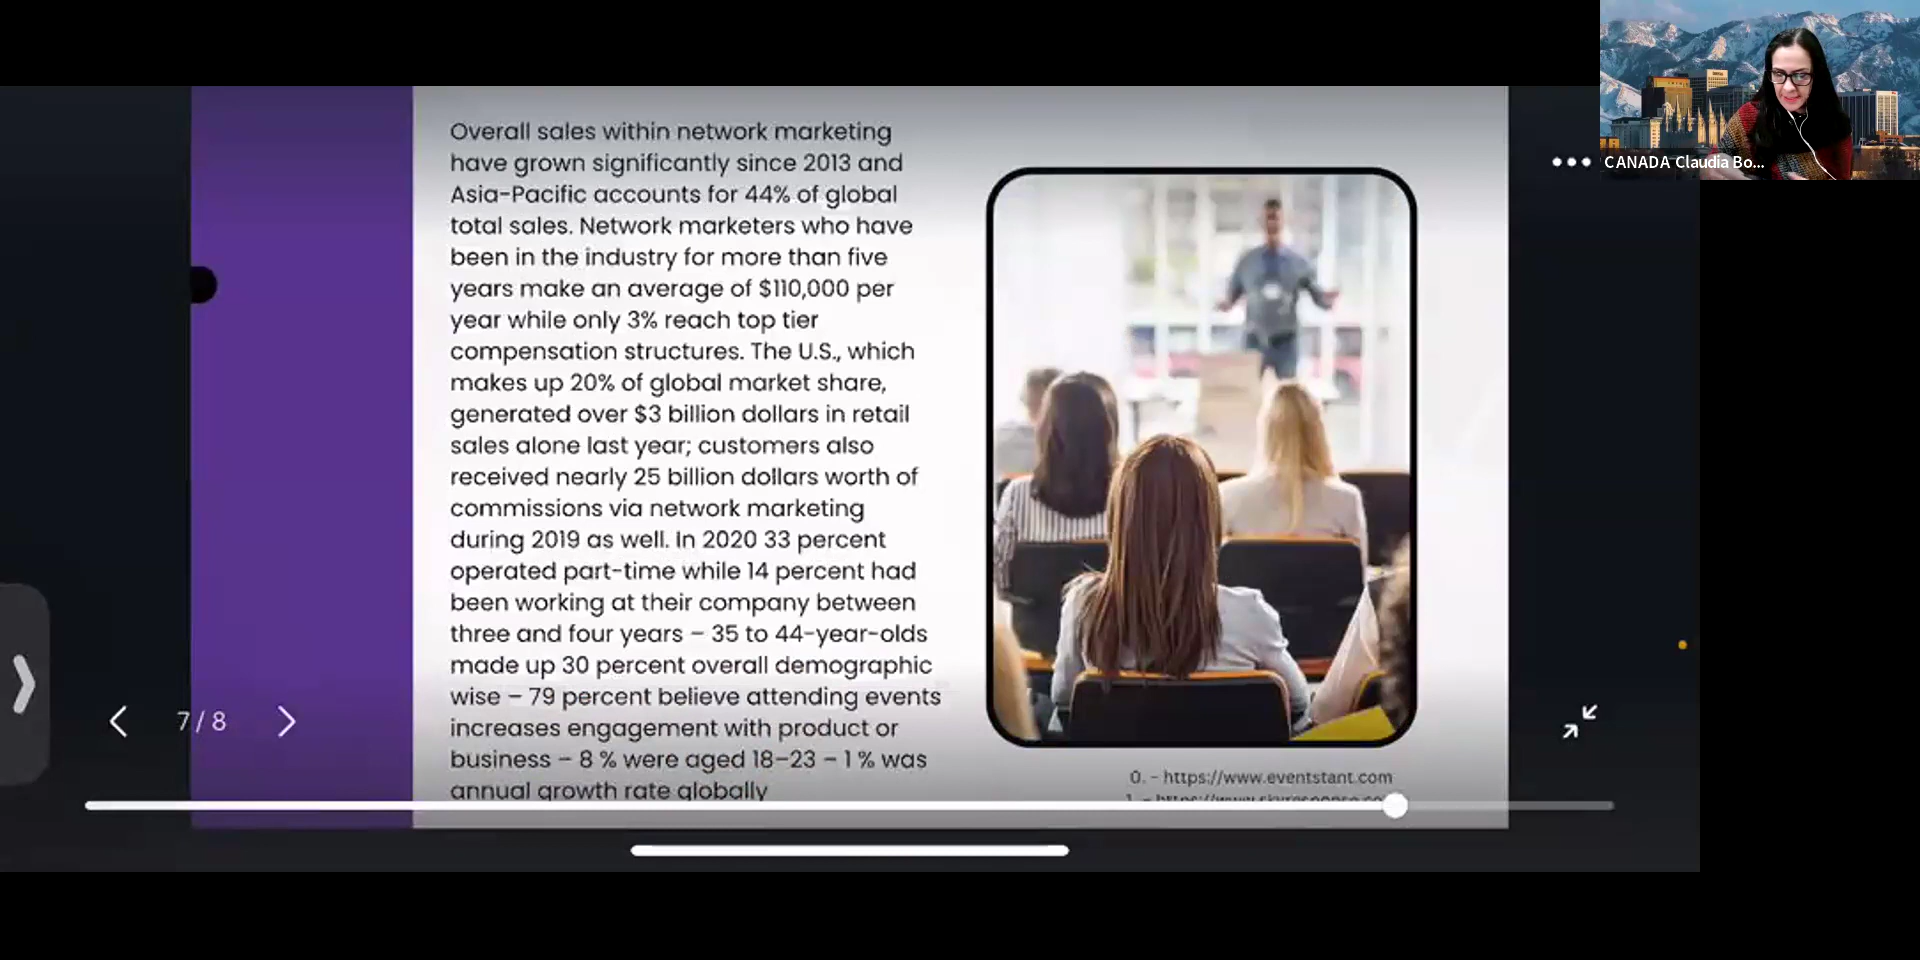 CANADA Claudia Bo...
Overall sales within network marketing
have grown significantly since 2013 and
Asia-Pacific accounts for 44% of global
total sales. Network marketers who have
been in the industry for more than five
years make an average of $110,000 per
year while only 3% reach top tier
compensation structures. The U.S., which
makes up 20% of global market share,
generated over $3 billion dollars in retail
sales alone last year; customers also
received nearly 25 billion dollars worth of
commissions via network marketing
during 2019 as well. In 2020 33 percent
operated part-time while 14 percent had
been working at their company between
three and four years – 35 to 44-year-olds
made up 30 percent overall demographic
wise – 79 percent believe attending events
increases engagement with product or
business – 8 % were aged 18–23 – 1 % was
annual growth rate globally
7 / 8
0. - https://www.eventstant.com